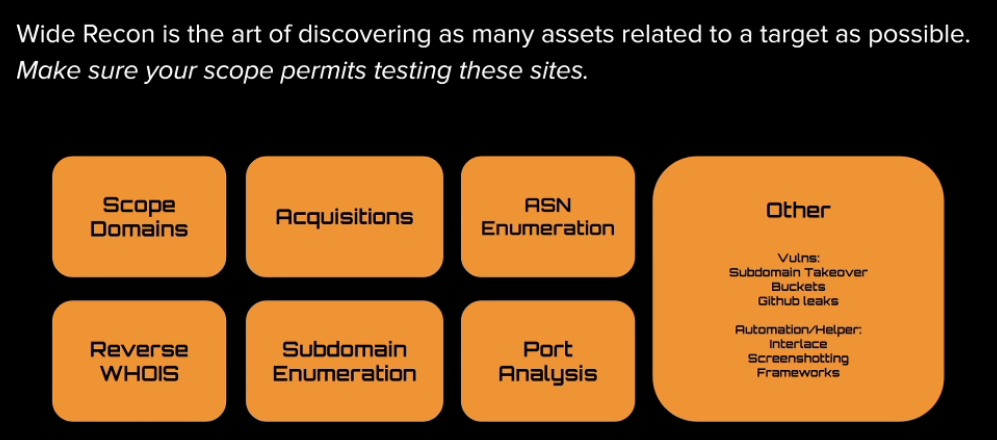 Wide Recon is the art of discovering as many assets related to a target as possible.
Make sure your scope permits testing these sites.
Scope
Domains
Acquisitions
ASN
Enumeration
Reverse
WHOIS
Subdomain
Enumeration
Port
Analysis
Other
Vulns:
Subdomain Takeover
Buckets
Github leaks
Automation/Helper:
Interlace
Screenshotting
Frameworks